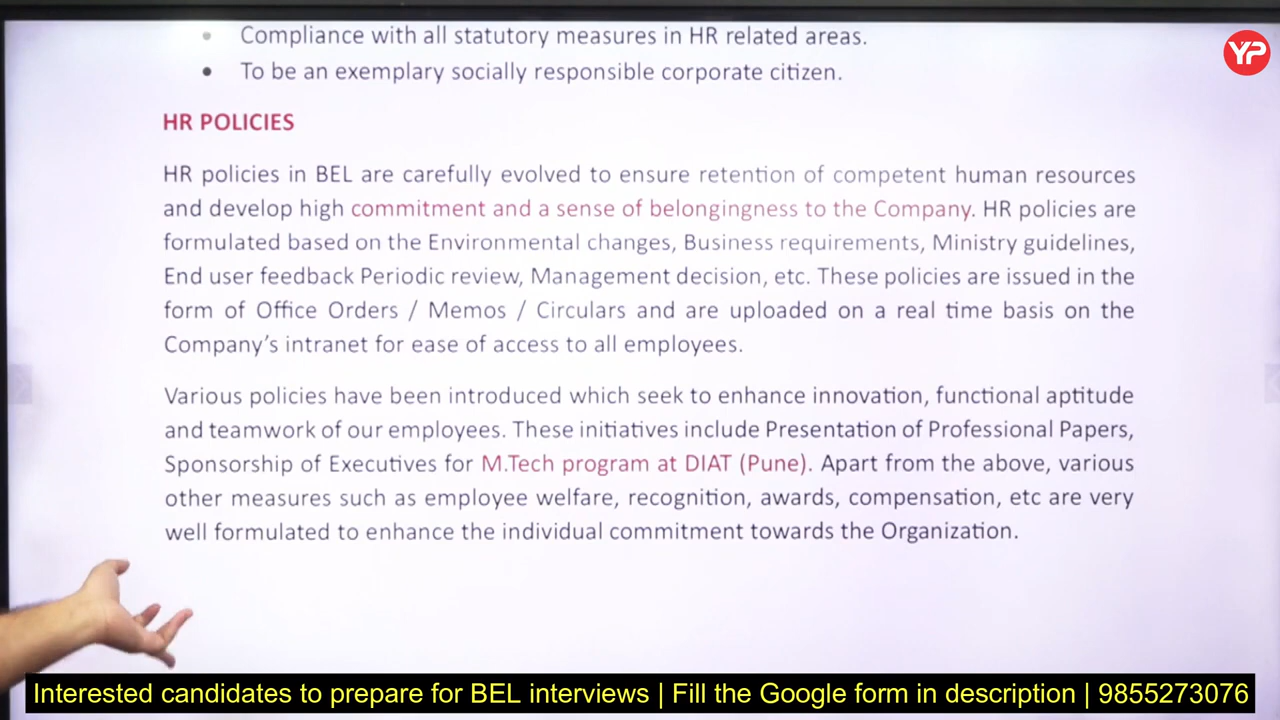 Compliance with all statutory measures in HR related areas.
To be an exemplary socially responsible corporate citizen.
YP
HR POLICIES
HR policies in BEL are carefully evolved to ensure retention of competent human resources
and develop high commitment and a sense of belongingness to the Company. HR policies are
formulated based on the Environmental changes, Business requirements, Ministry guidelines,
End user feedback Periodic review, Management decision, etc. These policies are issued in the
form of Office Orders / Memos / Circulars and are uploaded on a real time basis on the
Company’s intranet for ease of access to all employees.
Various policies have been introduced which seek to enhance innovation, functional aptitude
and teamwork of our employees. These initiatives include Presentation of Professional Papers,
Sponsorship of Executives for M.Tech program at DIAT (Pune). Apart from the above, various
other measures such as employee welfare, recognition, awards, compensation, etc are very
well formulated to enhance the individual commitment towards the Organization.
Interested candidates to prepare for BEL interviews | Fill the Google form in description | 9855273076